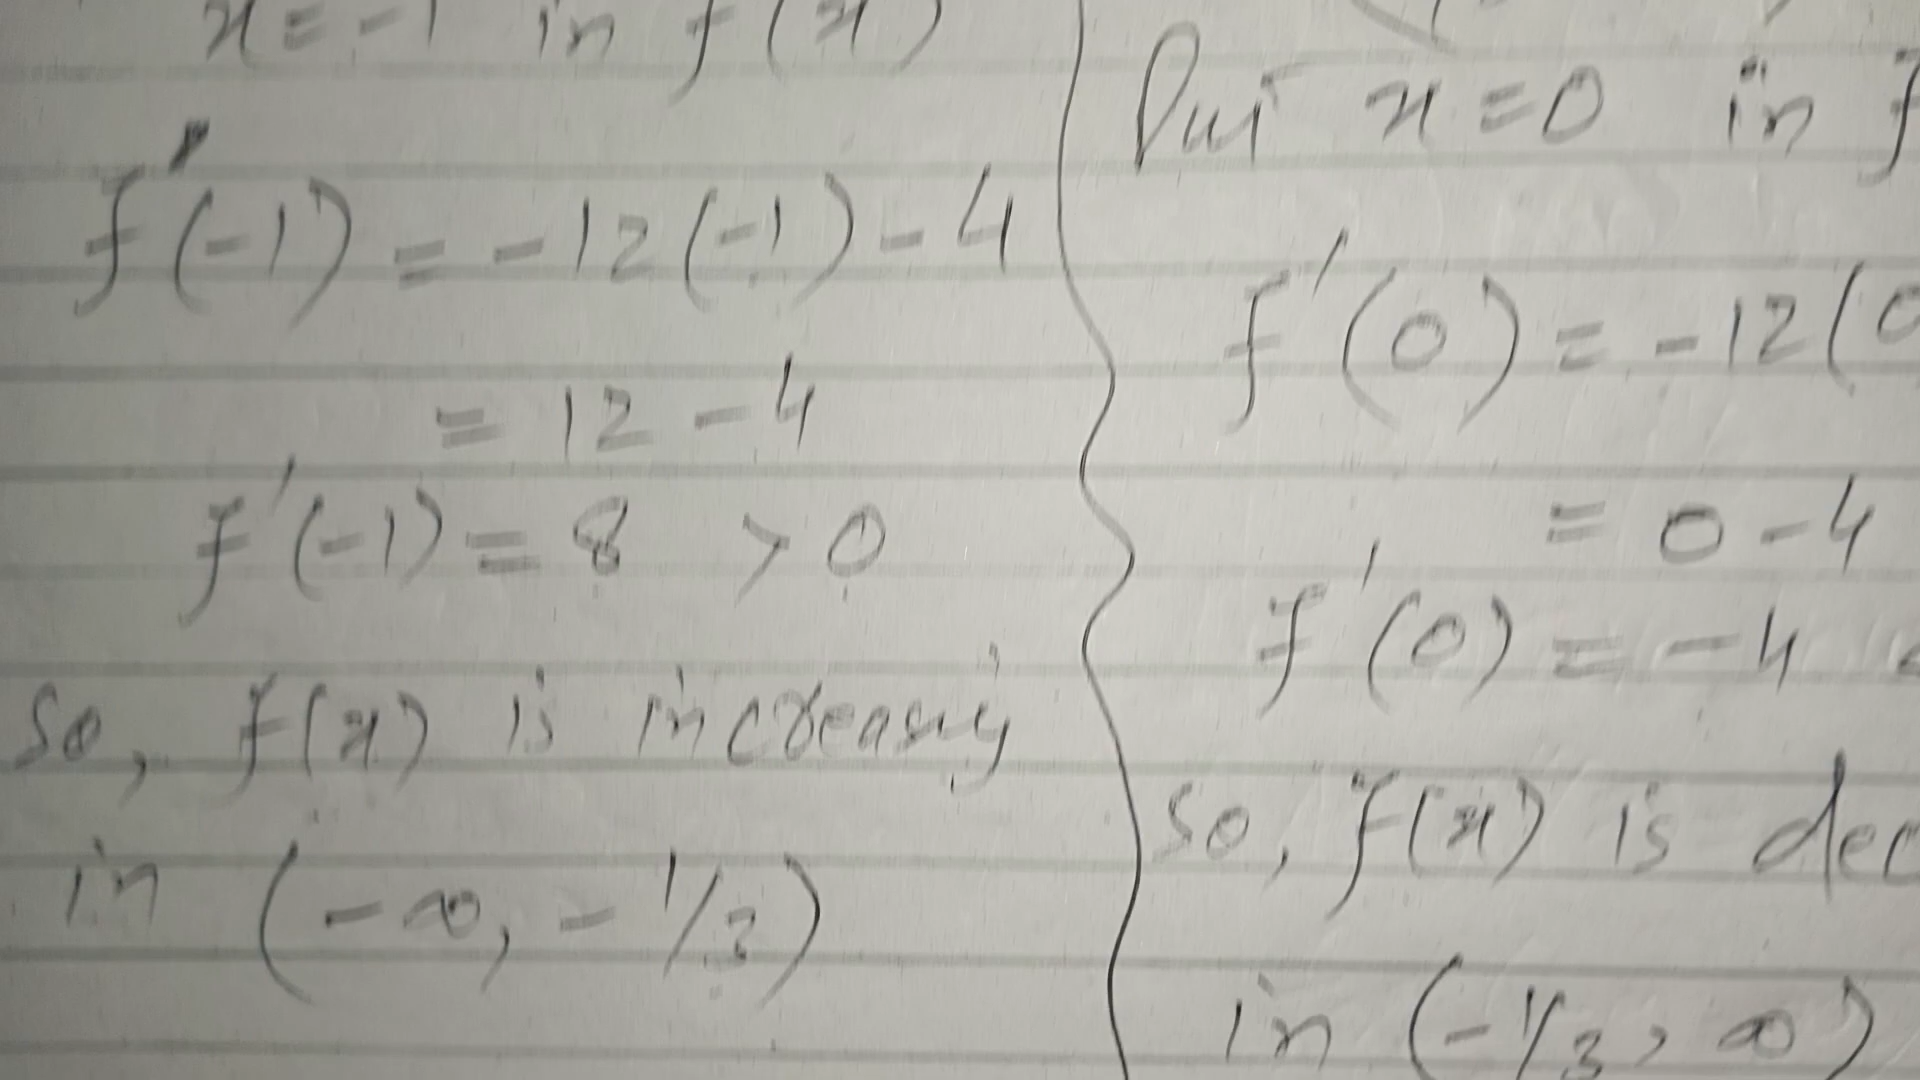 x = -1 in f(x)
f'(-1) = -12(-1) - 4
= 12 - 4
f'(-1) = 8 > 0
So, f(x) is increasing
in (-∞, -1/3)
Put x = 0 in f
f'(0) = -12(0
= 0 - 4
f'(0) = -4 <
So, f(x) is dec
in (-1/3, ∞)